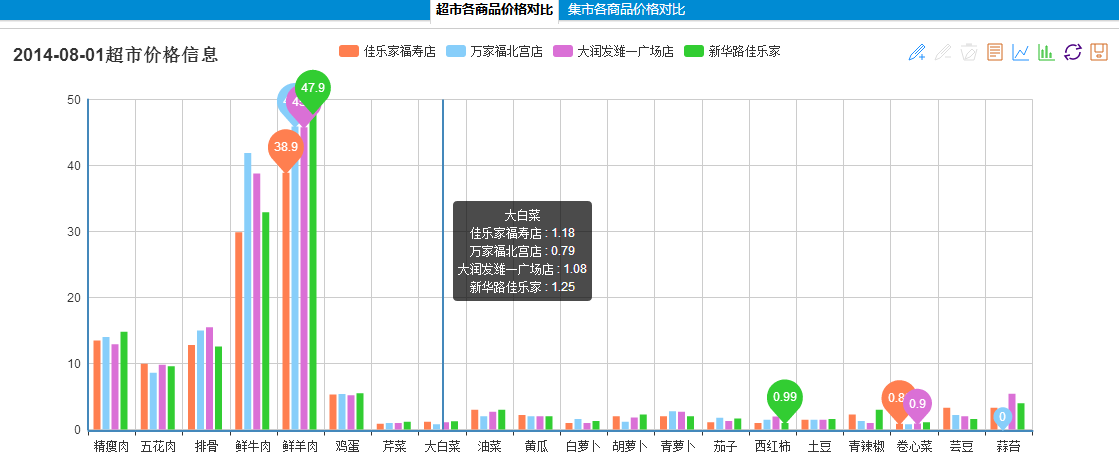 超市各商品价格对比 集市各商品价格对比
2014-08-01超市价格信息
佳乐家福寿店 万家福北宫店 大润发潍一广场店 新华路佳乐家
47.9
38.9
50
40
30
20
10
0
大白菜
佳乐家福寿店 : 1.18
万家福北宫店 : 0.79
大润发潍一广场店 : 1.08
新华路佳乐家 : 1.25
0.99
0.9
0
精瘦肉 五花肉 排骨 鲜牛肉 鲜羊肉 鸡蛋 芹菜 大白菜 油菜 黄瓜 白萝卜 胡萝卜 青萝卜 茄子 西红柿 土豆 青辣椒 卷心菜 芸豆 蒜苔